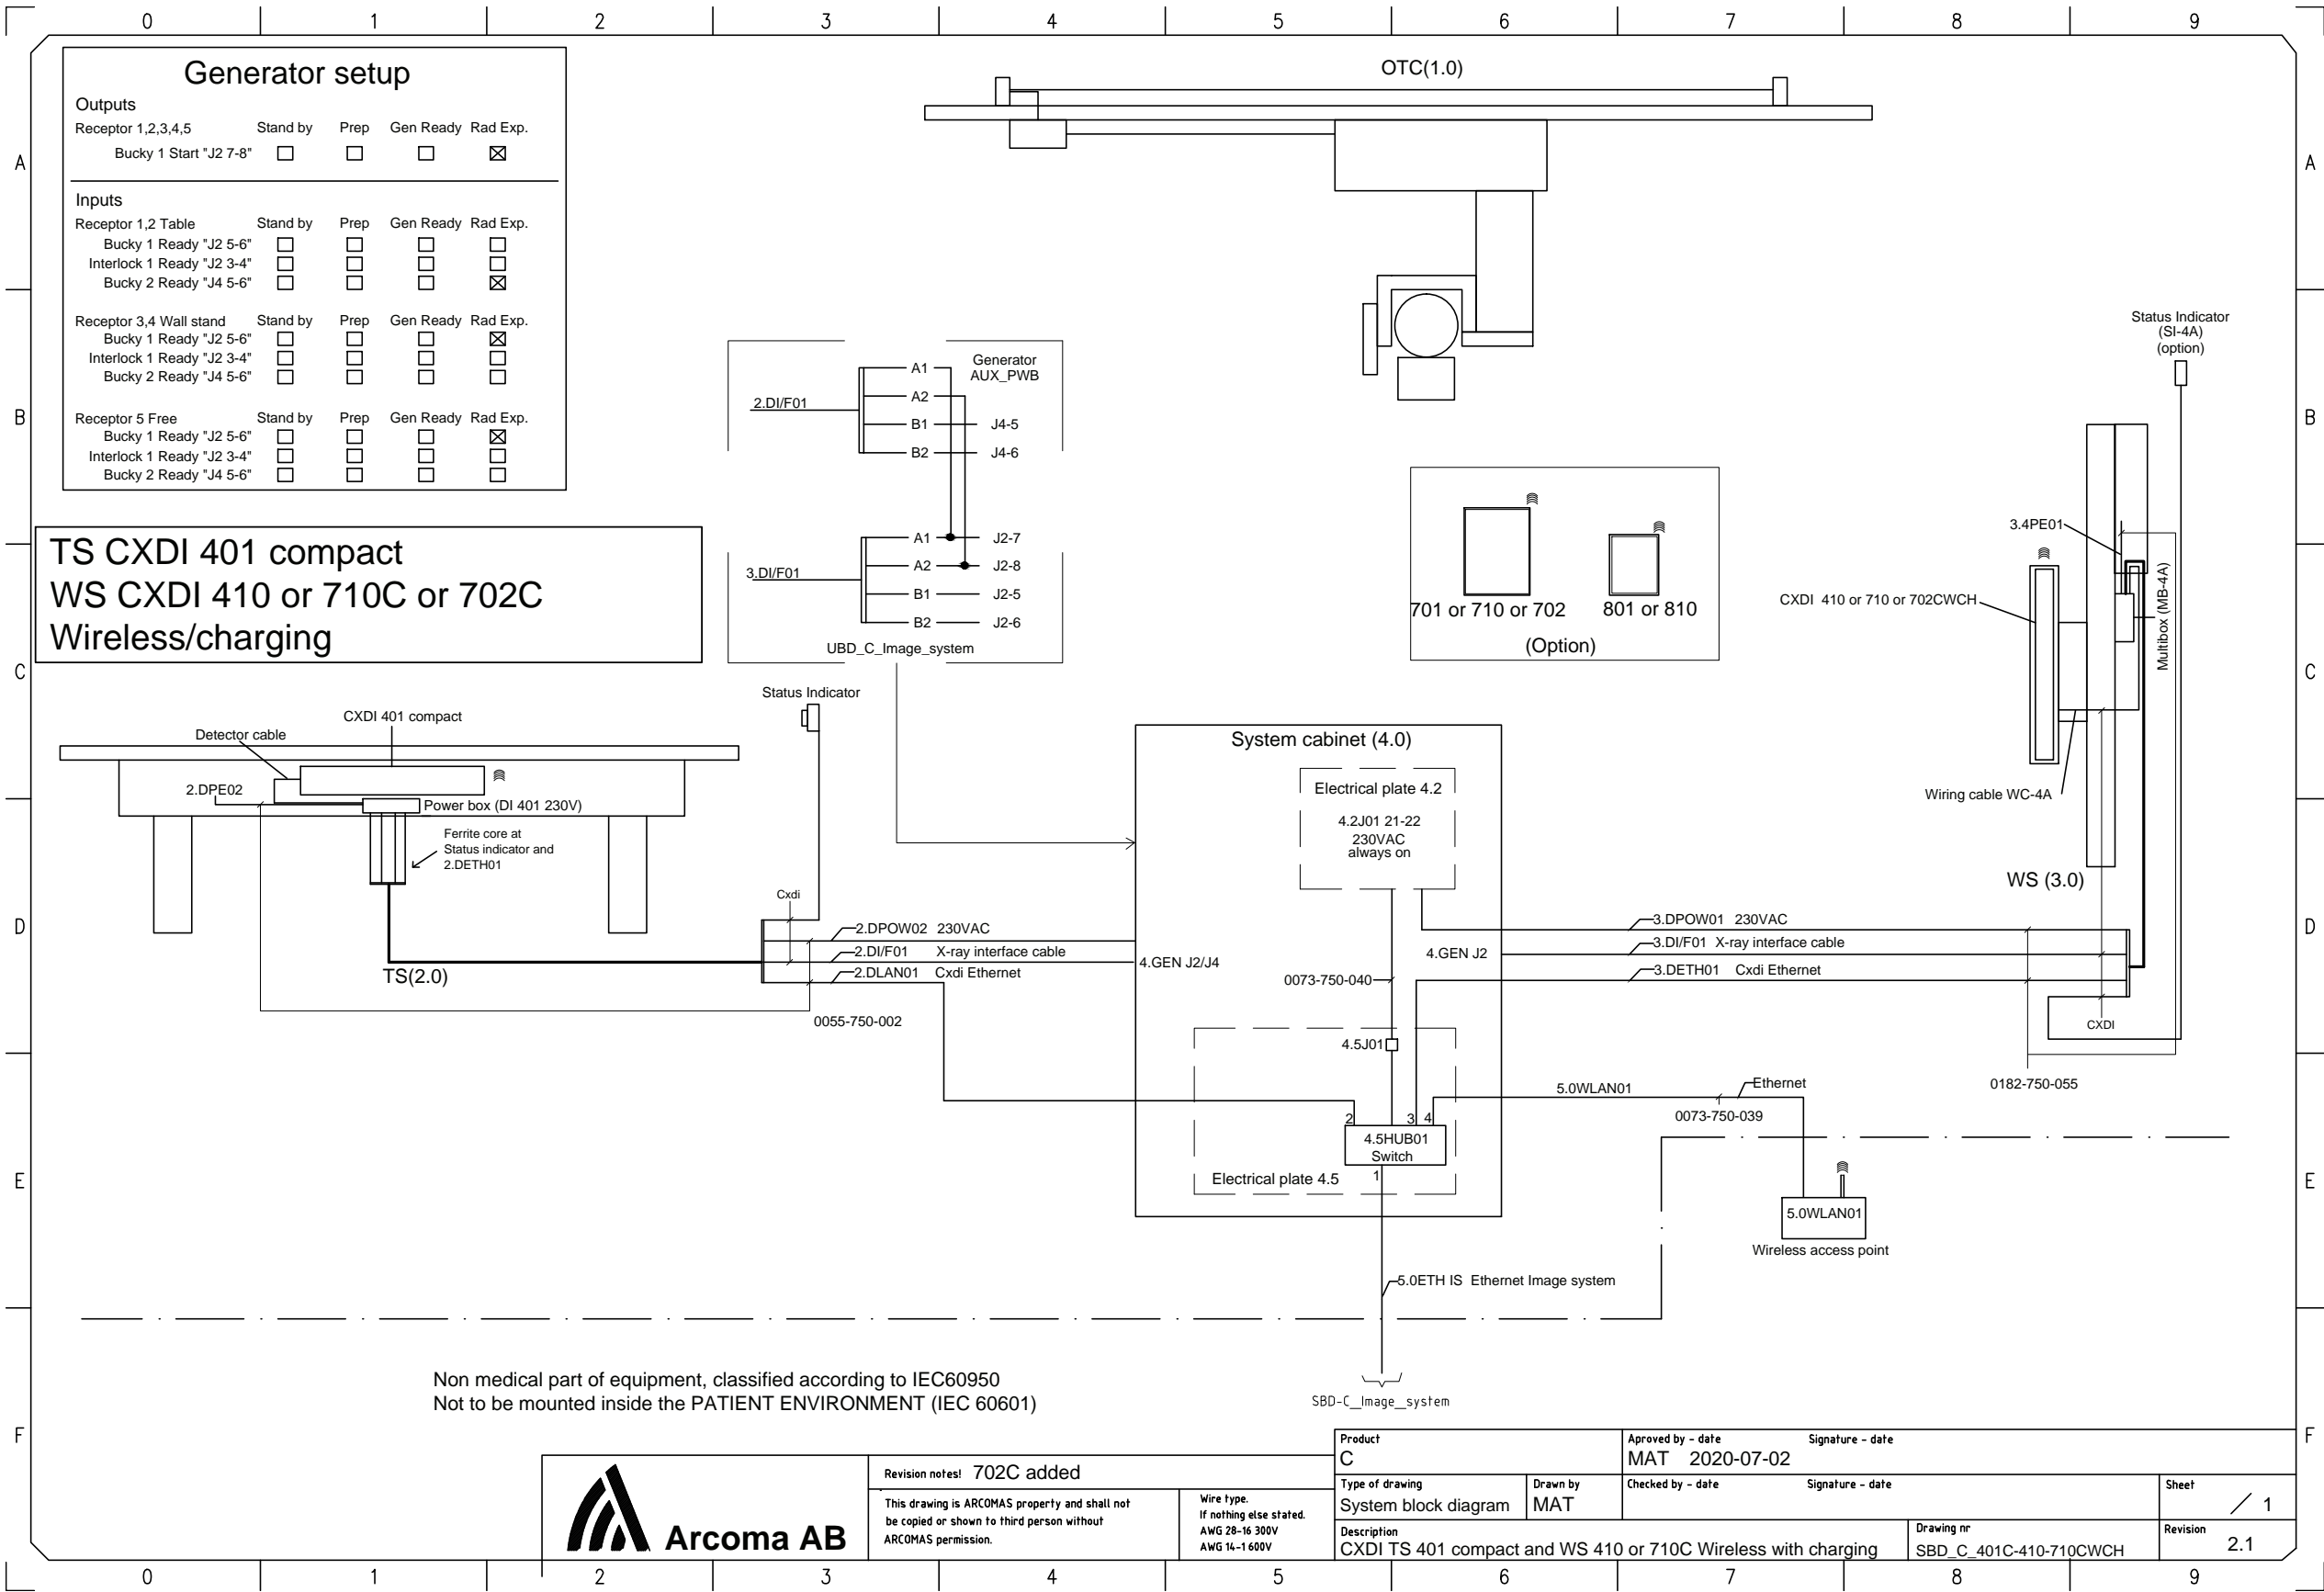 0 1 2 3 4 5 6 7 8 9
Generator setup
Outputs
Receptor 1,2,3,4,5 Stand by Prep Gen Ready Rad Exp.
Bucky 1 Start "J2 7-8"
Inputs
Receptor 1,2 Table Stand by Prep Gen Ready Rad Exp.
Bucky 1 Ready "J2 5-6"
Interlock 1 Ready "J2 3-4"
Bucky 2 Ready "J4 5-6"
Receptor 3,4 Wall stand Stand by Prep Gen Ready Rad Exp.
Bucky 1 Ready "J2 5-6"
Interlock 1 Ready "J2 3-4"
Bucky 2 Ready "J4 5-6"
Receptor 5 Free Stand by Prep Gen Ready Rad Exp.
Bucky 1 Ready "J2 5-6"
Interlock 1 Ready "J2 3-4"
Bucky 2 Ready "J4 5-6"
A A
B B
C C
D D
E E
F F
OTC(1.0)
TS CXDI 401 compact
WS CXDI 410 or 710C or 702C
Wireless/charging
Generator
AUX_PWB
2.DI/F01
A1
A2
B1 J4-5
B2 J4-6
3.DI/F01
A1 J2-7
A2 J2-8
B1 J2-5
B2 J2-6
UBD_C_Image_system
701 or 710 or 702 801 or 810
(Option)
Status Indicator
(SI-4A)
(option)
3.4PE01
Multibox (MB-4A)
CXDI 410 or 710 or 702CWCH
Wiring cable WC-4A
WS (3.0)
Status Indicator
CXDI 401 compact
Detector cable
2.DPE02
Power box (DI 401 230V)
Ferrite core at
Status indicator and
2.DETH01
TS(2.0)
Cxdi
2.DPOW02 230VAC
2.DI/F01 X-ray interface cable
2.DLAN01 Cxdi Ethernet
0055-750-002
System cabinet (4.0)
Electrical plate 4.2
4.2J01 21-22
230VAC
always on
4.GEN J2/J4
4.GEN J2
0073-750-040
4.5J01
2 3 4
4.5HUB01
Switch
1
Electrical plate 4.5
3.DPOW01 230VAC
3.DI/F01 X-ray interface cable
3.DETH01 Cxdi Ethernet
CXDI
0182-750-055
5.0WLAN01
Ethernet
0073-750-039
5.0WLAN01
Wireless access point
5.0ETH IS Ethernet Image system
SBD-C_Image_system
Non medical part of equipment, classified according to IEC60950
Not to be mounted inside the PATIENT ENVIRONMENT (IEC 60601)
Arcoma AB
Revision notes! 702C added
This drawing is ARCOMAS property and shall not
be copied or shown to third person without
ARCOMAS permission.
Wire type.
If nothing else stated.
AWG 28-16 300V
AWG 14-1 600V
Product
C
Aproved by - date Signature - date
MAT 2020-07-02
Type of drawing
System block diagram
Drawn by
MAT
Checked by - date Signature - date
Sheet
/ 1
Description
CXDI TS 401 compact and WS 410 or 710C Wireless with charging
Drawing nr
SBD_C_401C-410-710CWCH
Revision
2.1
0 1 2 3 4 5 6 7 8 9